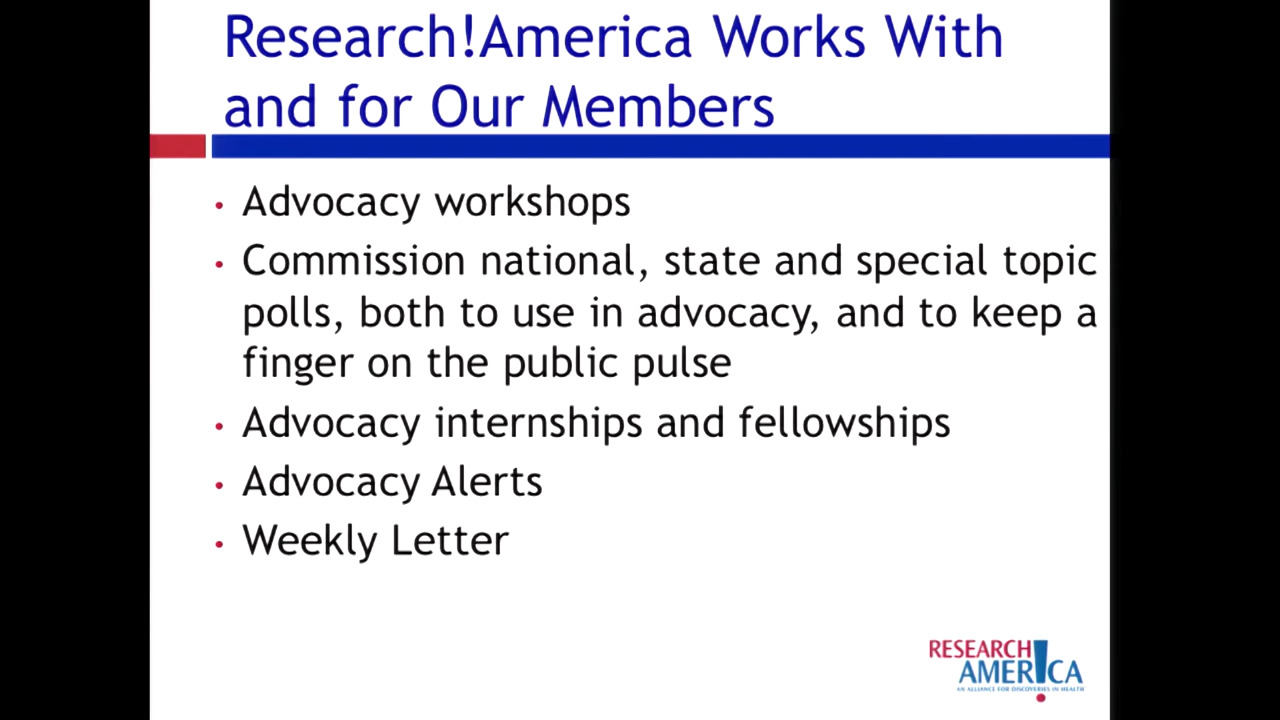 Research!America Works With
and for Our Members
• Advocacy workshops
• Commission national, state and special topic
polls, both to use in advocacy, and to keep a
finger on the public pulse
• Advocacy internships and fellowships
• Advocacy Alerts
• Weekly Letter
RESEARCH!
AMERICA
AN ALLIANCE FOR DISCOVERIES IN HEALTH